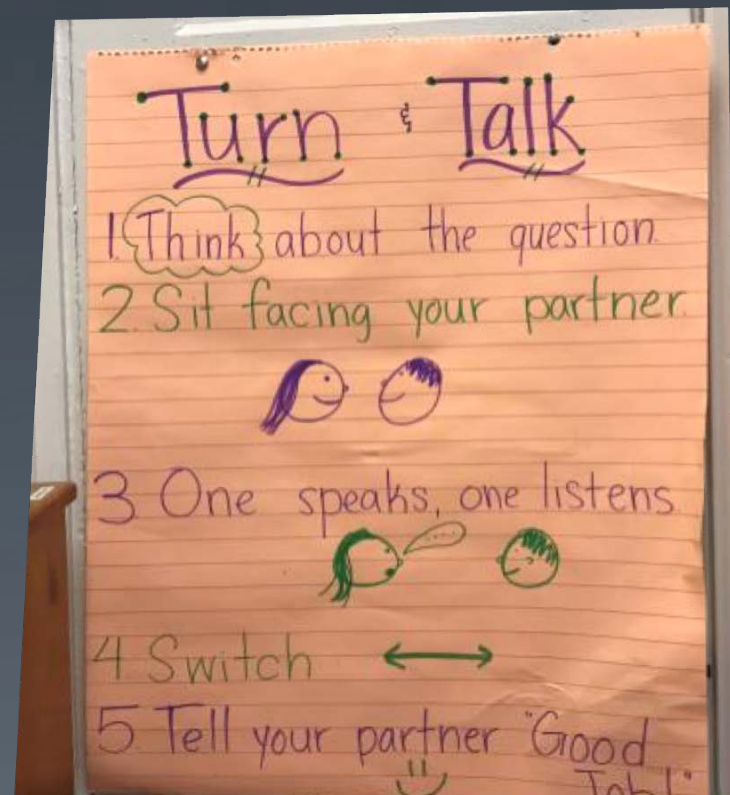 Turn & Talk
1. Think about the question.
2. Sit facing your partner.
3 One speaks, one listens
4 Switch
5 Tell your partner "Good
Job!"